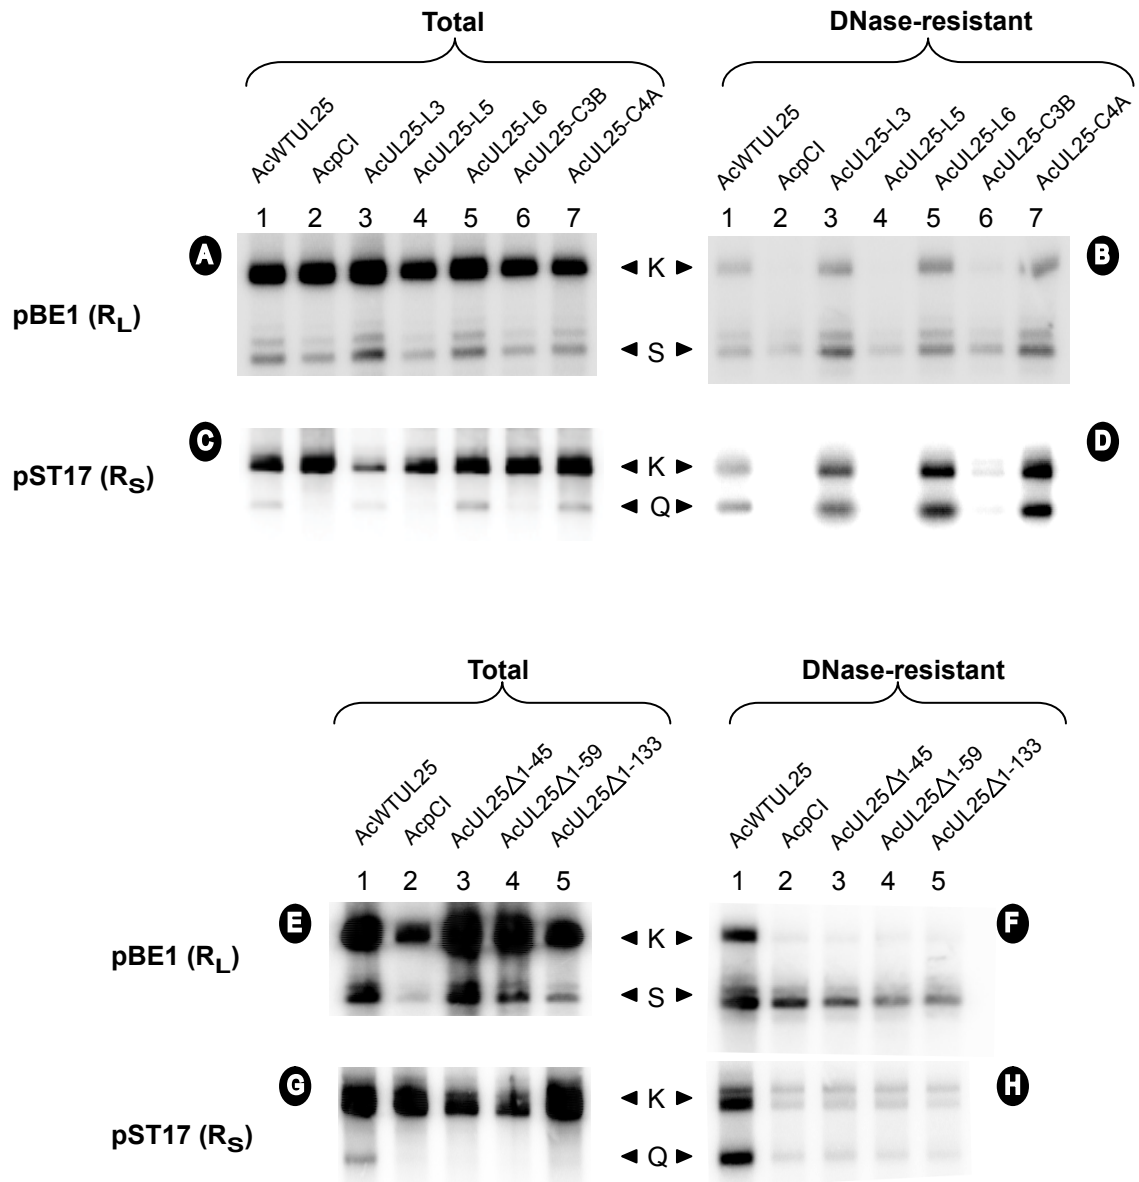 Total DNase-resistant
AcWTUL25 AcpCI AcUL25-L3 AcUL25-L5 AcUL25-L6 AcUL25-C3B AcUL25-C4A AcWTUL25 AcpCI AcUL25-L3 AcUL25-L5 AcUL25-L6 AcUL25-C3B AcUL25-C4A
1 2 3 4 5 6 7 1 2 3 4 5 6 7
A ◄ K ► B
pBE1 (RL)
◄ S ►
C D
pST17 (RS) ◄ K ►
◄ Q ►
Total DNase-resistant
AcWTUL25 AcpCI AcUL25Δ1-45 AcUL25Δ1-59 AcUL25Δ1-133 AcWTUL25 AcpCI AcUL25Δ1-45 AcUL25Δ1-59 AcUL25Δ1-133
1 2 3 4 5 1 2 3 4 5
E ◄ K ► F
pBE1 (RL)
◄ S ►
G ◄ K ► H
pST17 (RS)
◄ Q ►